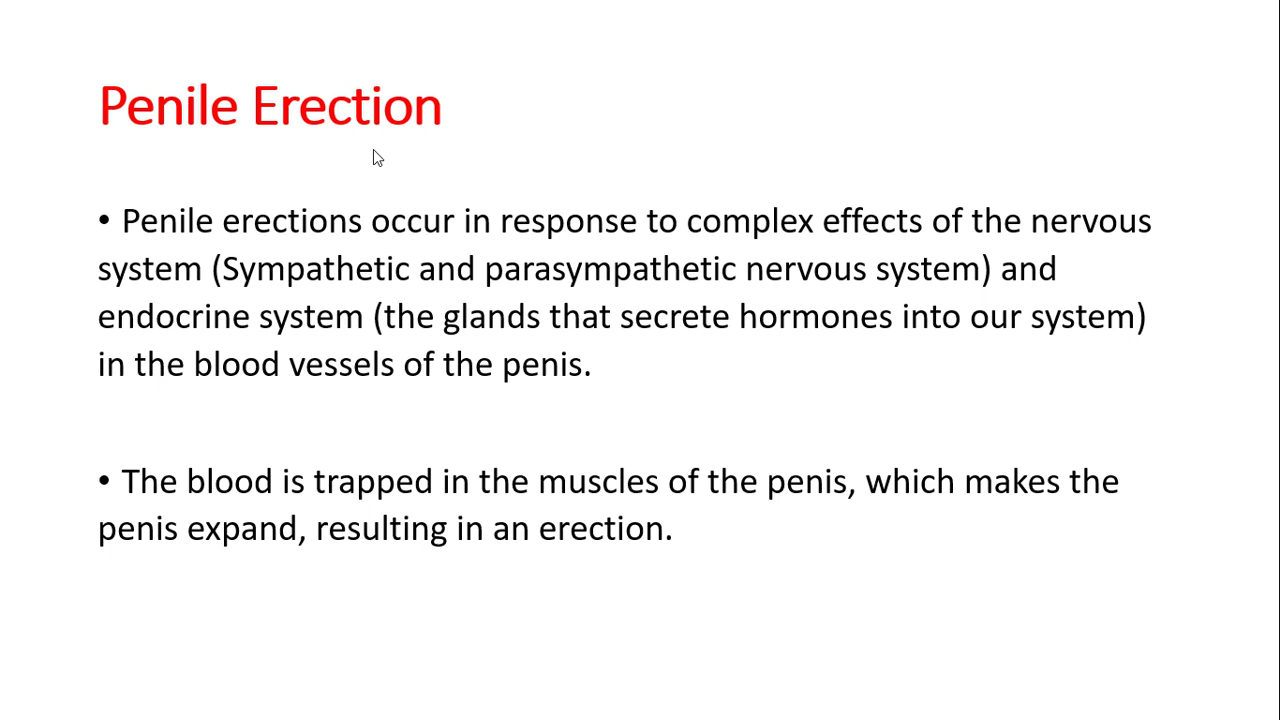 Penile Erection
• Penile erections occur in response to complex effects of the nervous
system (Sympathetic and parasympathetic nervous system) and
endocrine system (the glands that secrete hormones into our system)
in the blood vessels of the penis.
• The blood is trapped in the muscles of the penis, which makes the
penis expand, resulting in an erection.